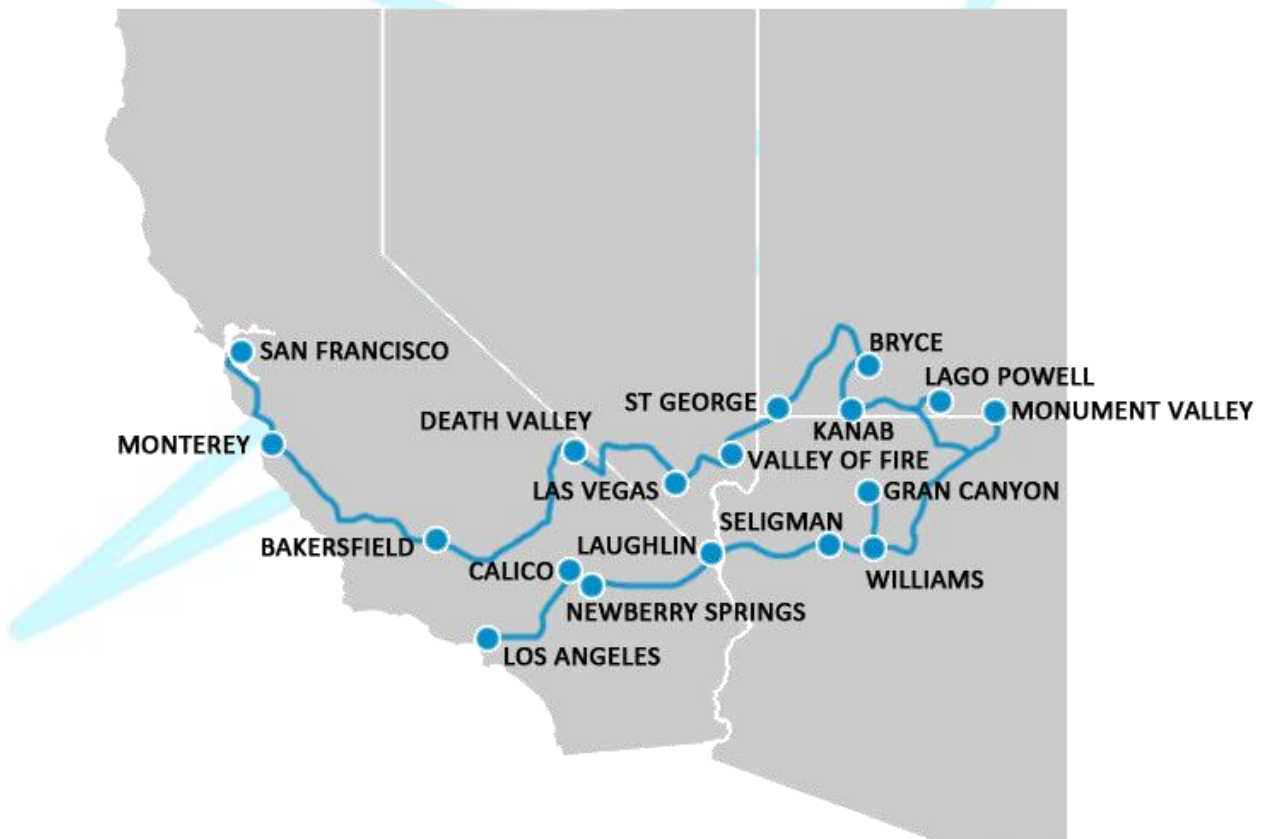 BRYCE
SAN FRANCISCO
LAGO POWELL
ST GEORGE
MONUMENT VALLEY
DEATH VALLEY
KANAB
MONTEREY
VALLEY OF FIRE
LAS VEGAS
GRAN CANYON
SELIGMAN
BAKERSFIELD
LAUGHLIN
CALICO
WILLIAMS
NEWBERRY SPRINGS
LOS ANGELES